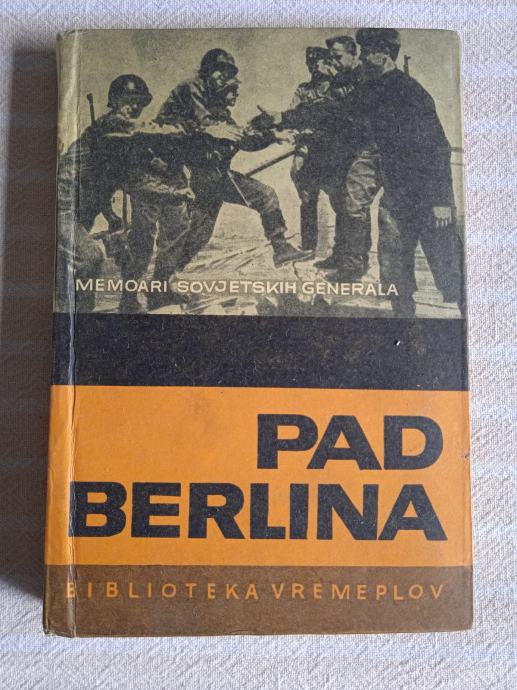 MEMOARI SOVJETSKIH GENERALA
PAD
BERLINA
BIBLIOTEKA VREMEPLOV